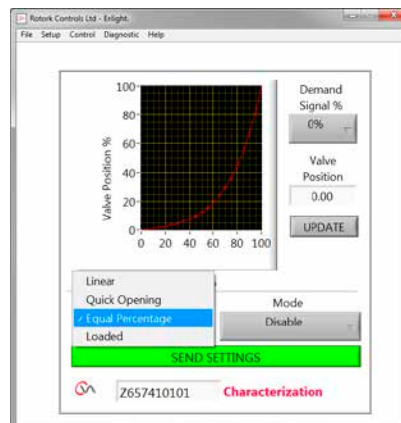 Rotork Controls Ltd - Enlight.
File Setup Control Diagnostic Help
Demand
Signal %
0%
Valve
Position
0.00
UPDATE
Valve Position %
100
80
60
40
20
0
0 20 40 60 80 100
Linear
Quick Opening
✓ Equal Percentage
Loaded
Mode
Disable
SEND SETTINGS
Z657410101
Characterization